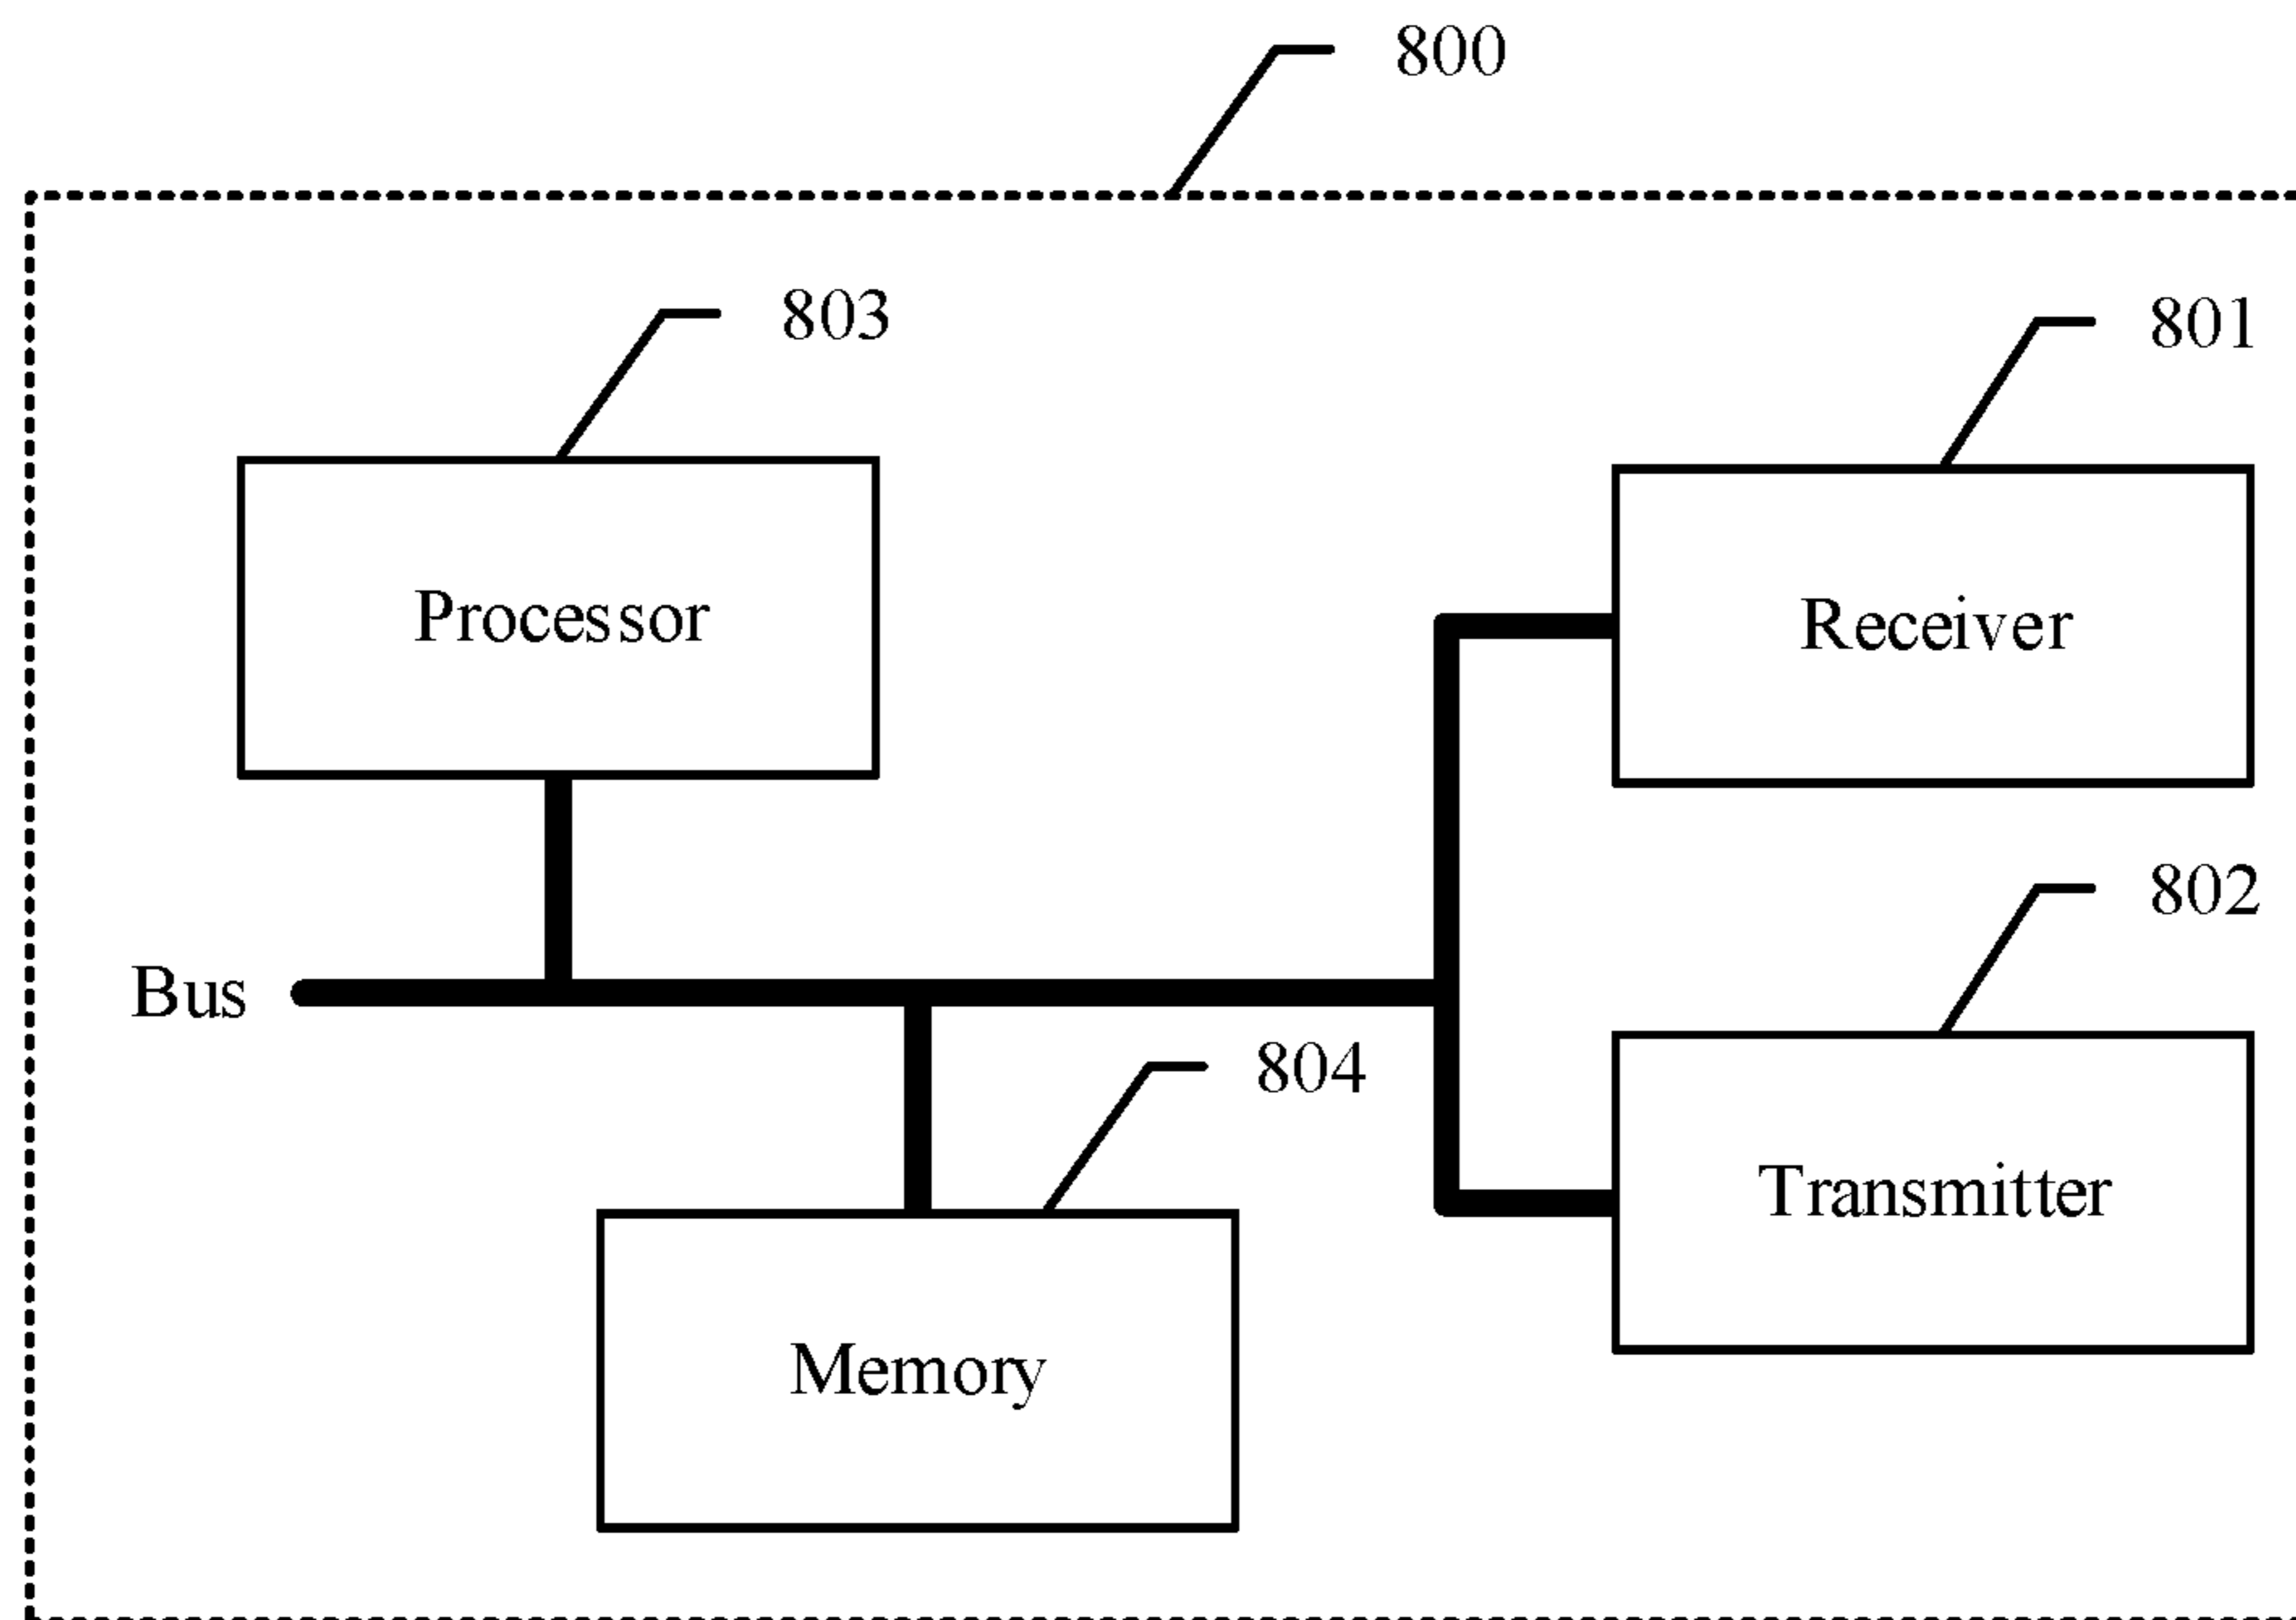 800
803
801
Processor
Receiver
802
Bus
804
Transmitter
Memory